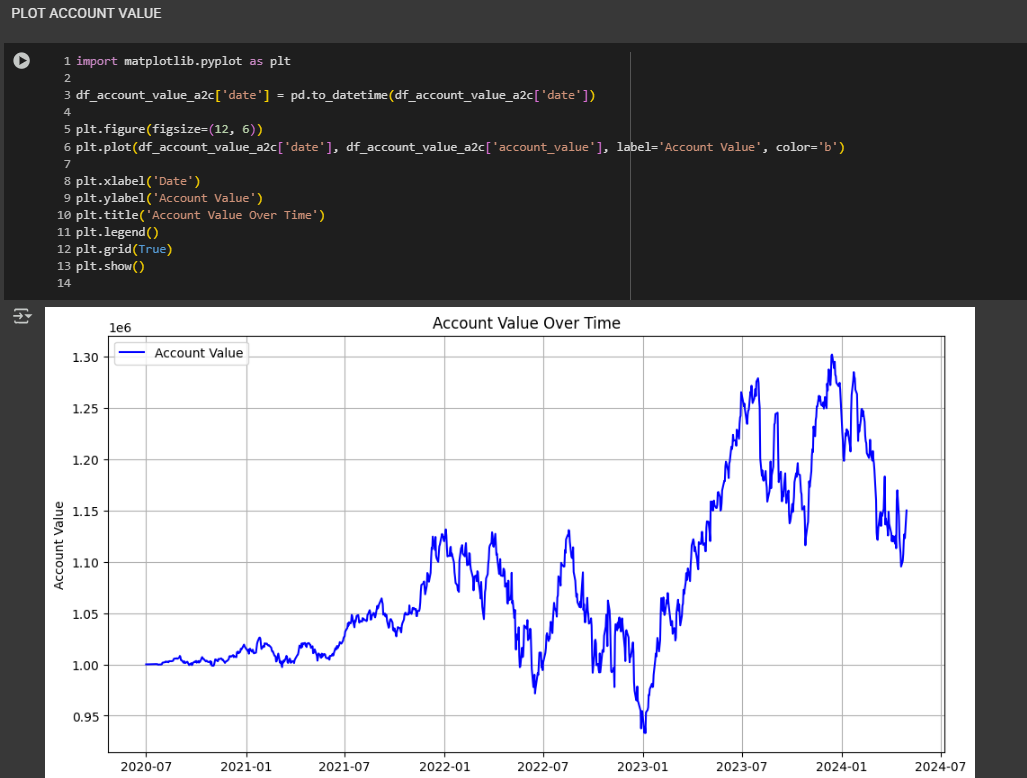 PLOT ACCOUNT VALUE
1 import matplotlib.pyplot as plt
2
3 df_account_value_a2c['date'] = pd.to_datetime(df_account_value_a2c['date'])
4
5 plt.figure(figsize=(12, 6))
6 plt.plot(df_account_value_a2c['date'], df_account_value_a2c['account_value'], label='Account Value', color='b')
7
8 plt.xlabel('Date')
9 plt.ylabel('Account Value')
10 plt.title('Account Value Over Time')
11 plt.legend()
12 plt.grid(True)
13 plt.show()
14
Account Value Over Time
1e6
Account Value
1.30
1.25
1.20
1.15
1.10
1.05
1.00
0.95
Account Value
2020-07 2021-01 2021-07 2022-01 2022-07 2023-01 2023-07 2024-01 2024-07